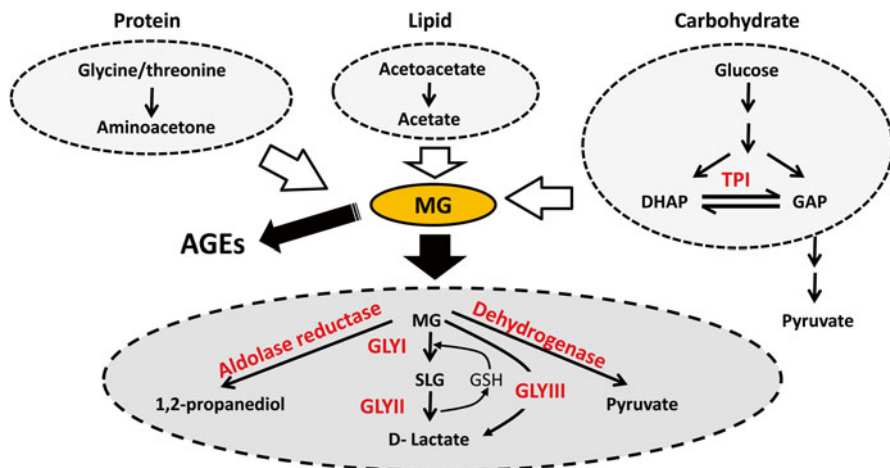 Protein
Lipid
Carbohydrate
Glycine/threonine
Aminoacetone
Acetoacetate
Acetate
Glucose
TPI
DHAP
GAP
MG
AGEs
Pyruvate
MG
Aldolase reductase
Dehydrogenase
GLYI
SLG
GSH
GLYII
GLYIII
1,2-propanediol
Pyruvate
D- Lactate